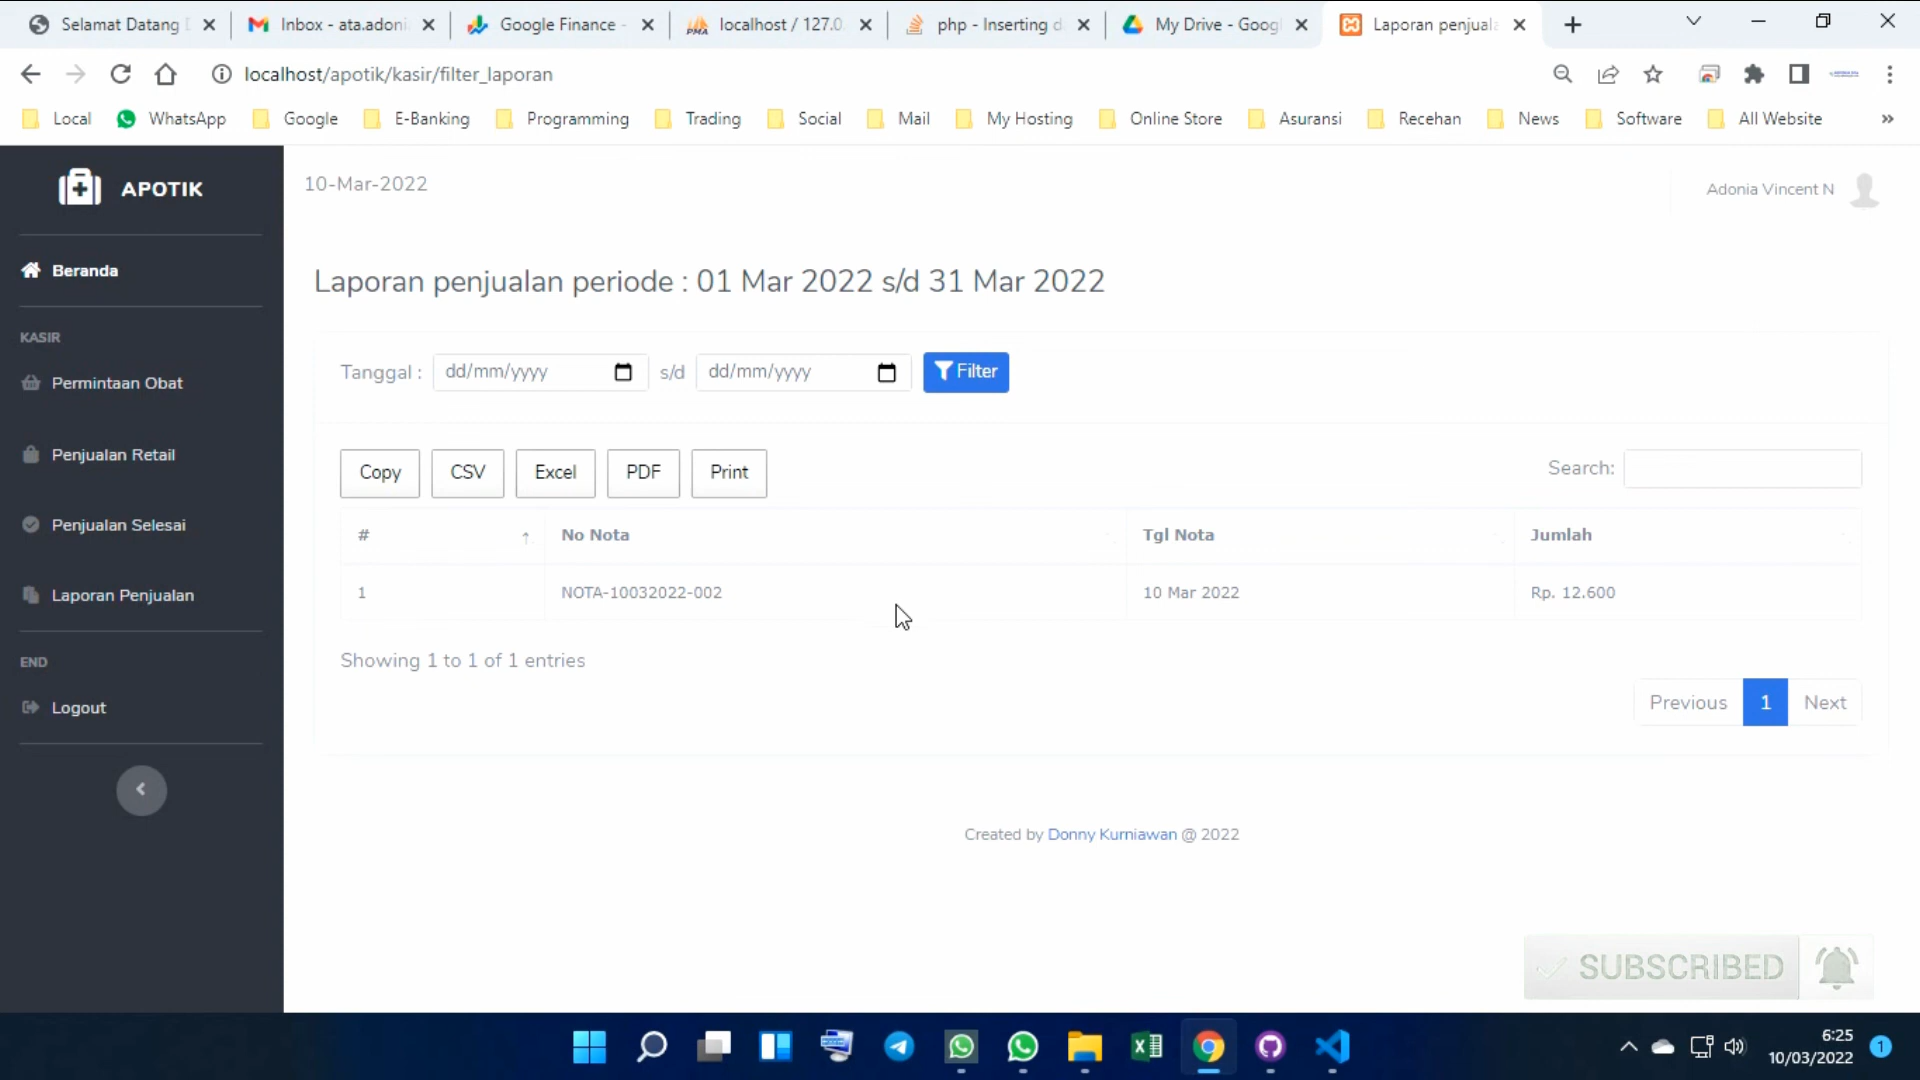 Selamat Datang
Inbox - ata.adoni
Google Finance -
localhost / 127.0.
php - Inserting d
My Drive - Googl
Laporan penjuala
localhost/apotik/kasir/filter_laporan
Local
WhatsApp
Google
E-Banking
Programming
Trading
Social
Mail
My Hosting
Online Store
Asuransi
Recehan
News
Software
All Website
»
APOTIK
10-Mar-2022
Adonia Vincent N
Beranda
KASIR
Permintaan Obat
Penjualan Retail
Penjualan Selesai
Laporan Penjualan
END
Logout
Laporan penjualan periode : 01 Mar 2022 s/d 31 Mar 2022
Tanggal : dd/mm/yyyy s/d dd/mm/yyyy Filter
Copy CSV Excel PDF Print
Search:
# No Nota Tgl Nota Jumlah
1 NOTA-10032022-002 10 Mar 2022 Rp. 12.600
Showing 1 to 1 of 1 entries
Previous 1 Next
Created by Donny Kurniawan @ 2022
SUBSCRIBED
6:25
10/03/2022
1